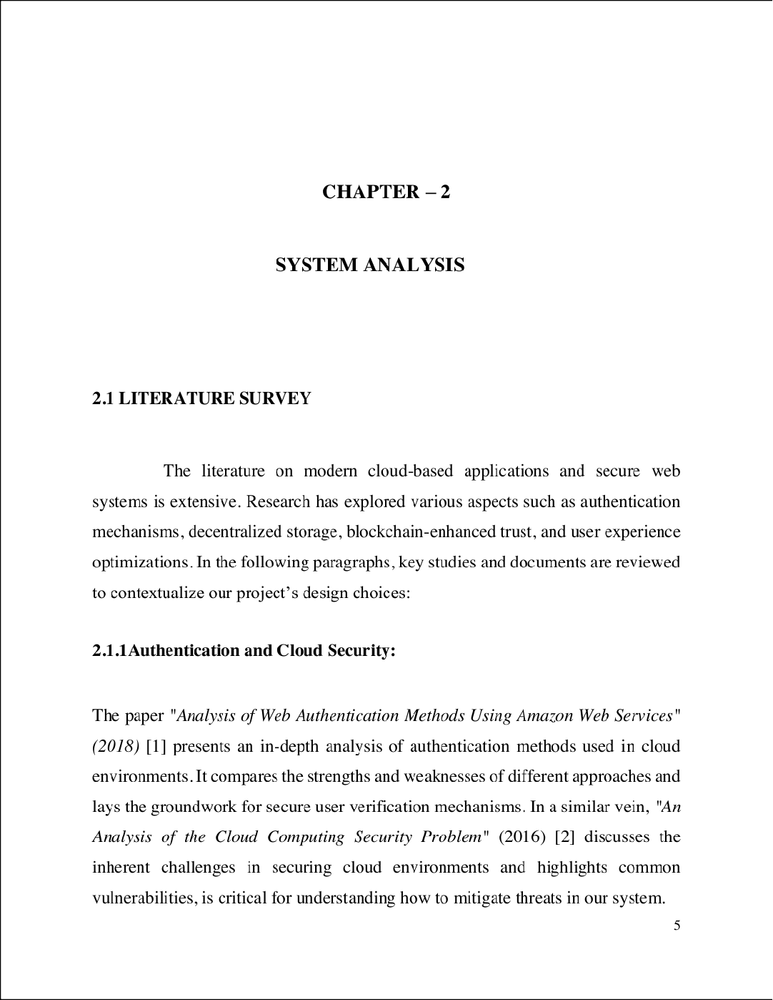 CHAPTER – 2
SYSTEM ANALYSIS
2.1 LITERATURE SURVEY
The literature on modern cloud-based applications and secure web
systems is extensive. Research has explored various aspects such as authentication
mechanisms, decentralized storage, blockchain-enhanced trust, and user experience
optimizations. In the following paragraphs, key studies and documents are reviewed
to contextualize our project’s design choices:
2.1.1Authentication and Cloud Security:
The paper "Analysis of Web Authentication Methods Using Amazon Web Services"
(2018) [1] presents an in-depth analysis of authentication methods used in cloud
environments. It compares the strengths and weaknesses of different approaches and
lays the groundwork for secure user verification mechanisms. In a similar vein, "An
Analysis of the Cloud Computing Security Problem" (2016) [2] discusses the
inherent challenges in securing cloud environments and highlights common
vulnerabilities, is critical for understanding how to mitigate threats in our system.
5